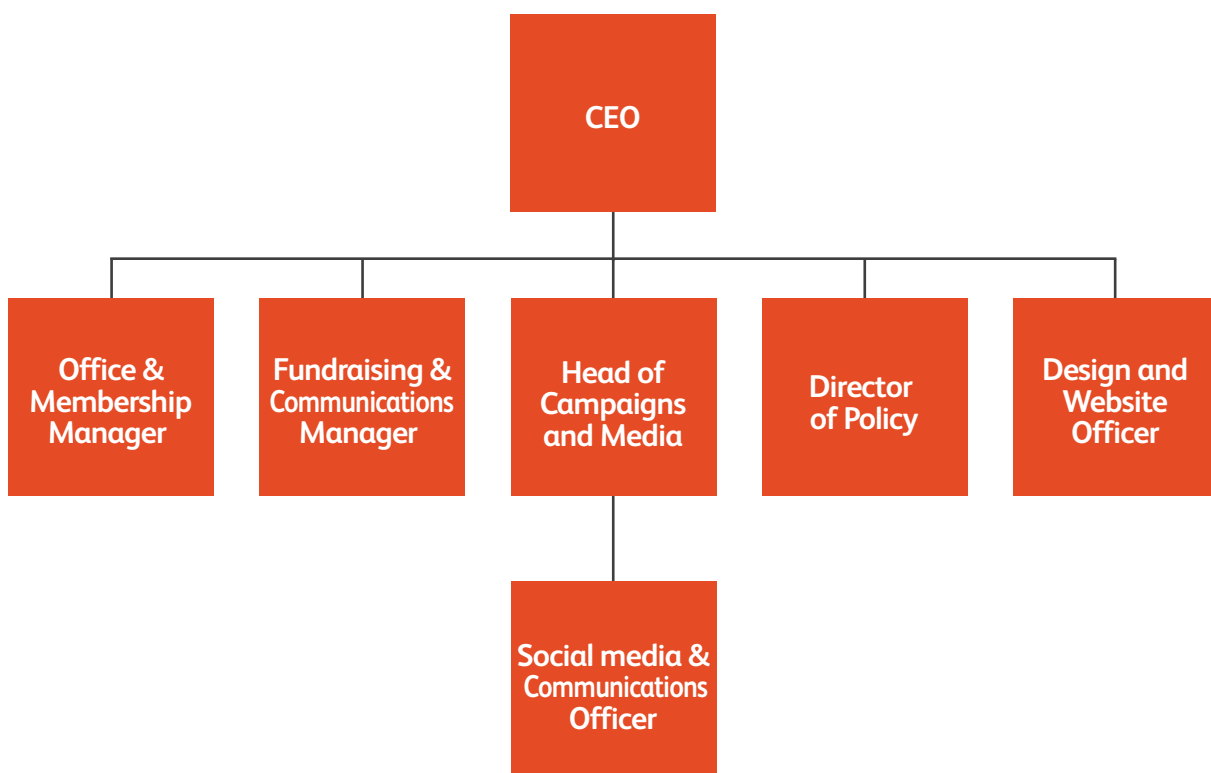 CEO
Office &
Membership
Manager
Fundraising &
Communications
Manager
Head of
Campaigns
and Media
Director
of Policy
Design and
Website
Officer
Social media &
Communications
Officer